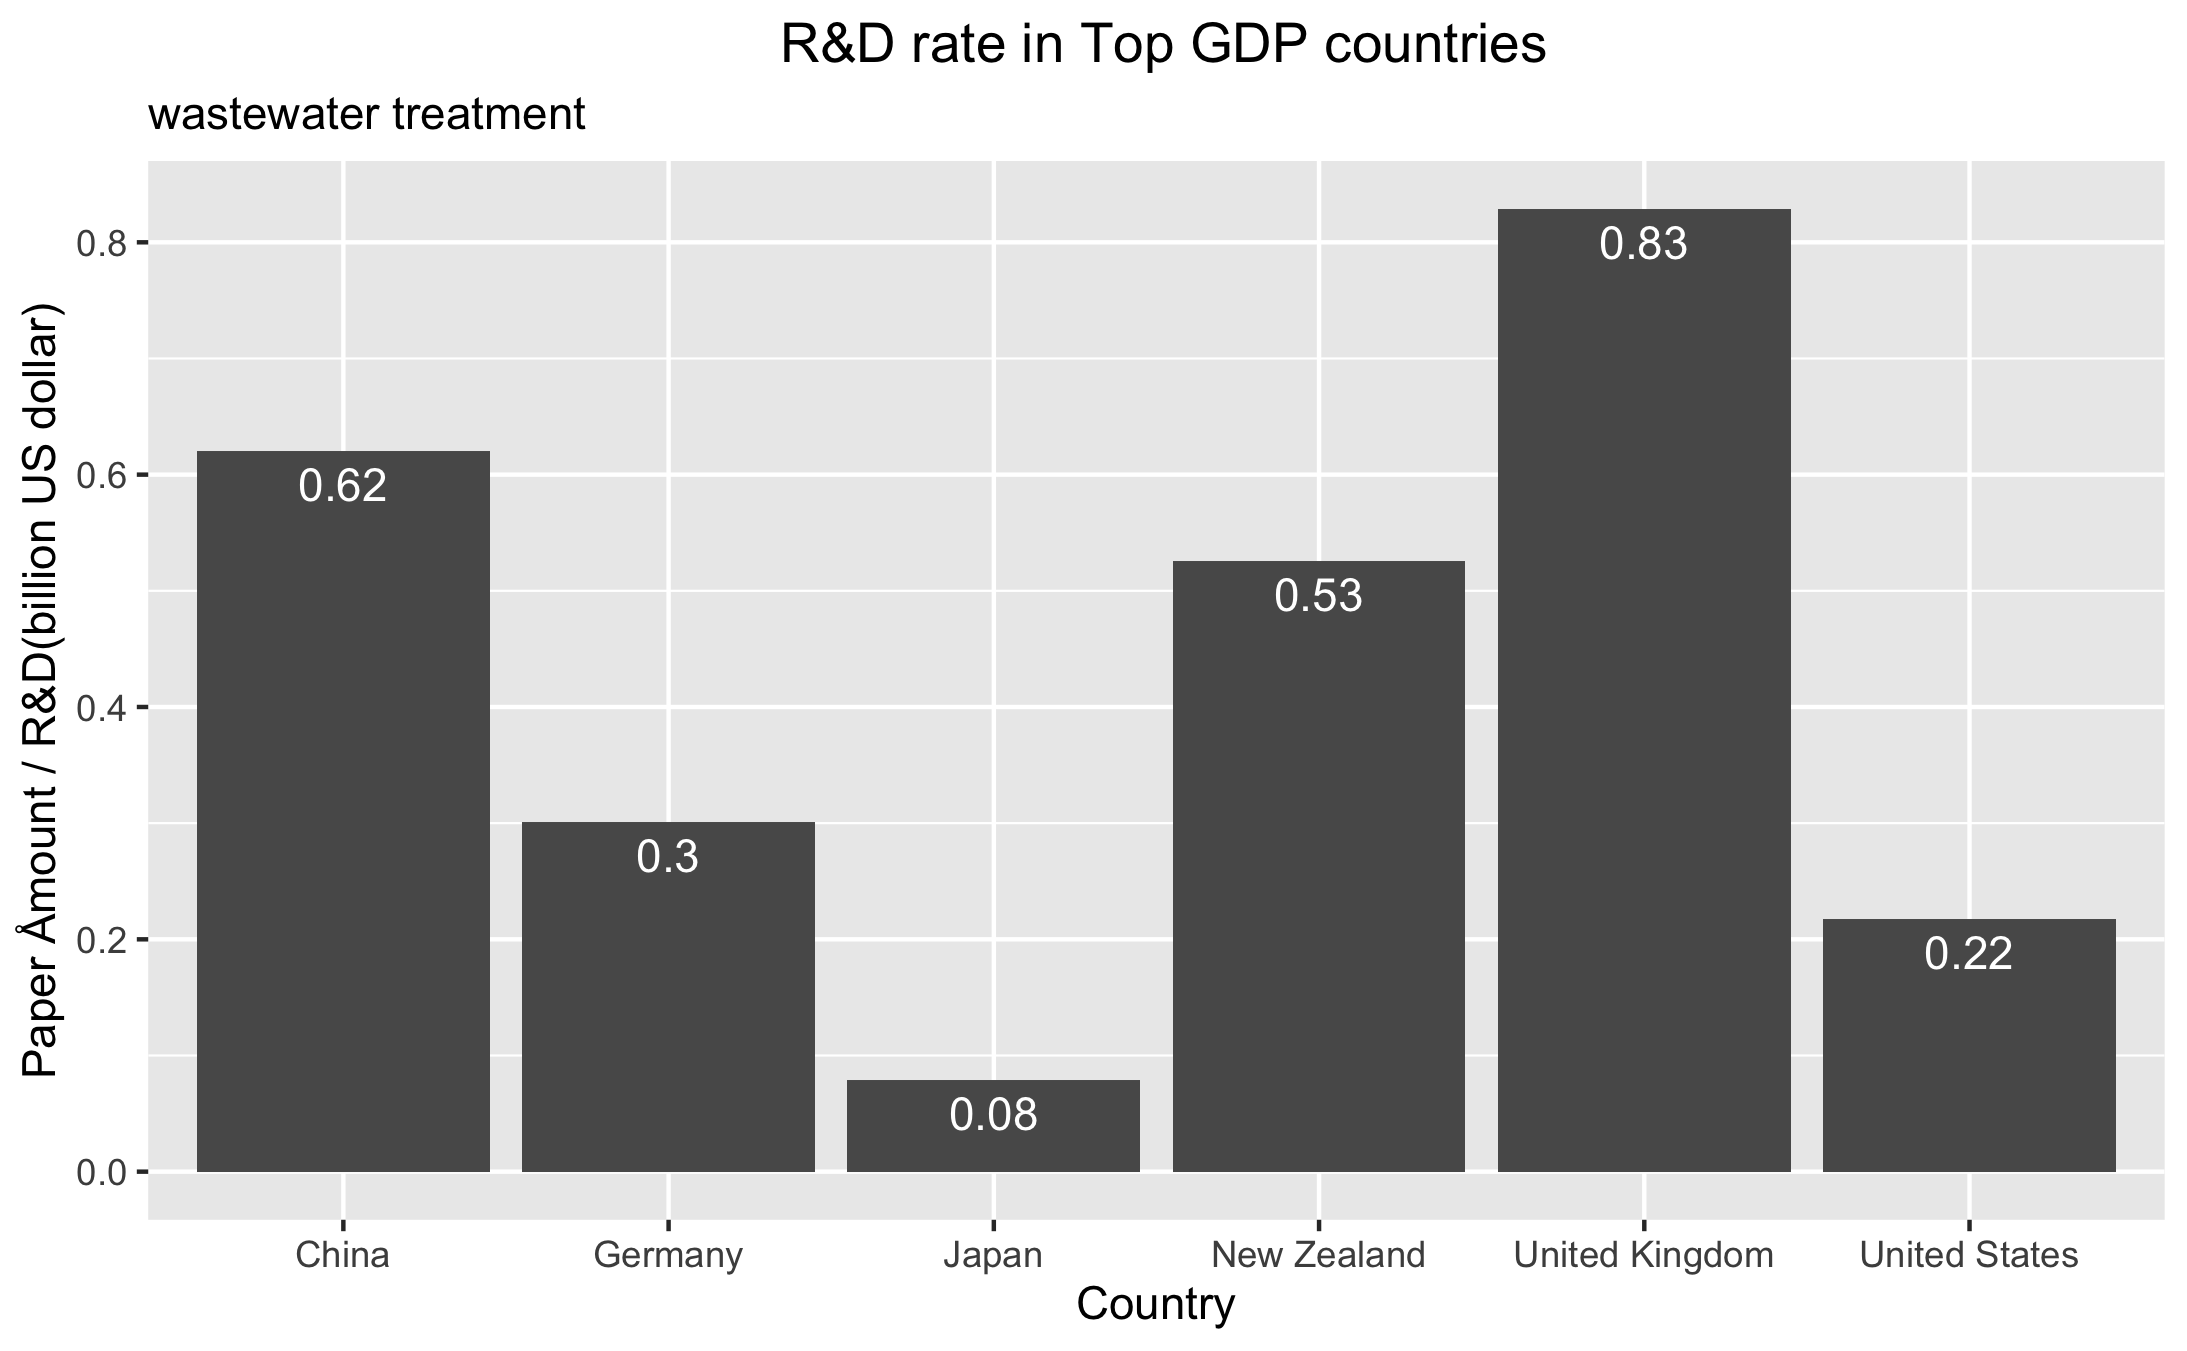 R&D rate in Top GDP countries
wastewater treatment
Paper Åmount / R&D(billion US dollar)
0.8
0.6
0.4
0.2
0.0
0.62
0.3
0.08
0.53
0.83
0.22
China
Germany
Japan
New Zealand
United Kingdom
United States
Country